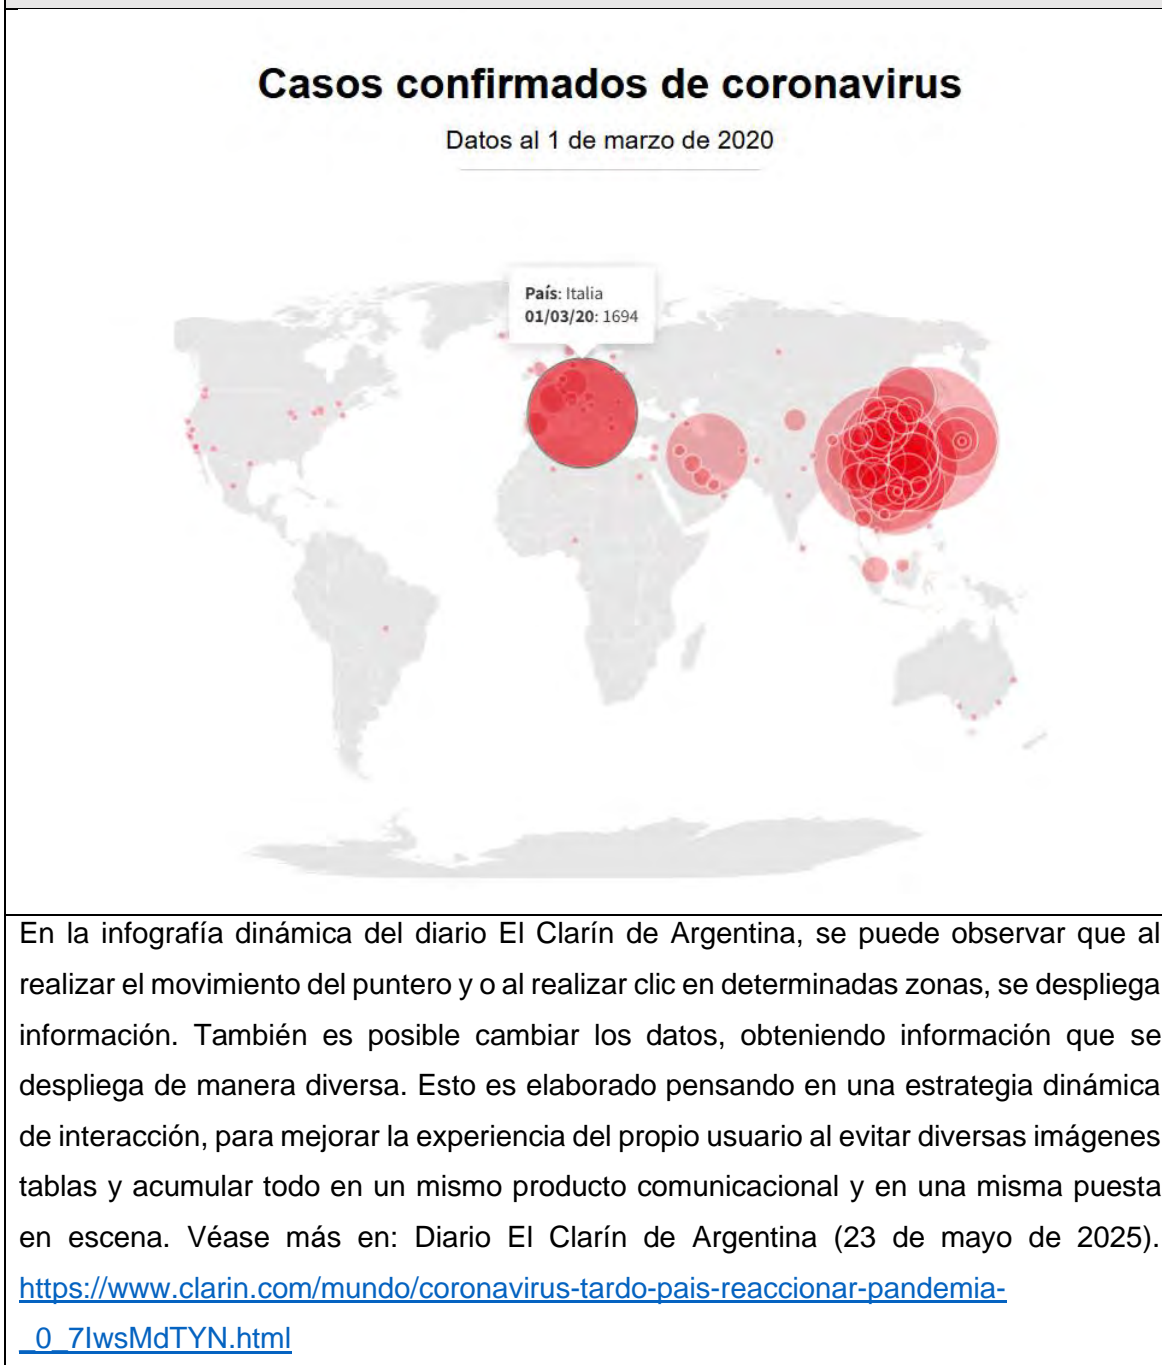 Casos confirmados de coronavirus
Datos al 1 de marzo de 2020
País: Italia
01/03/20: 1694
En la infografía dinámica del diario El Clarín de Argentina, se puede observar que al
realizar el movimiento del puntero y o al realizar clic en determinadas zonas, se despliega
información. También es posible cambiar los datos, obteniendo información que se
despliega de manera diversa. Esto es elaborado pensando en una estrategia dinámica
de interacción, para mejorar la experiencia del propio usuario al evitar diversas imágenes
tablas y acumular todo en un mismo producto comunicacional y en una misma puesta
en escena. Véase más en: Diario El Clarín de Argentina (23 de mayo de 2025).
https://www.clarin.com/mundo/coronavirus-tardo-pais-reaccionar-pandemia-
_0_7IwsMdTYN.html